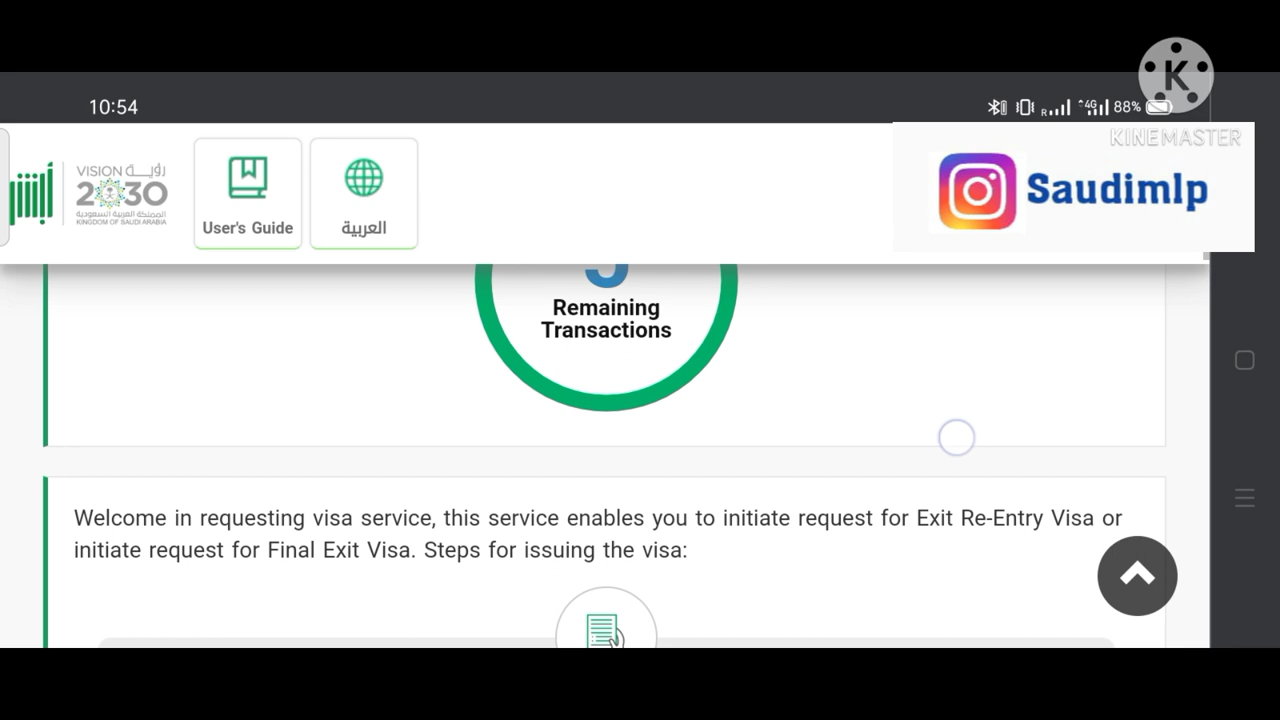 10:54
R 4G 88%
K
KINEMASTER
VISION رؤيـــة
2030
المملكة العربية السعودية
KINGDOM OF SAUDI ARABIA
User's Guide
العربية
Saudimlp
Remaining
Transactions
Welcome in requesting visa service, this service enables you to initiate request for Exit Re-Entry Visa or
initiate request for Final Exit Visa. Steps for issuing the visa: